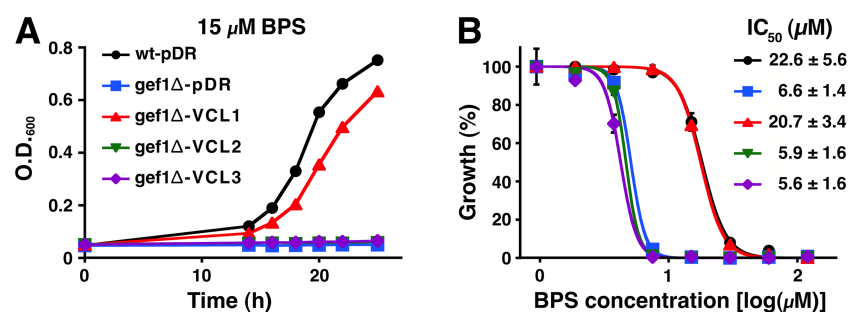 A
15 µM BPS
wt-pDR
gef1Δ-pDR
gef1Δ-VCL1
gef1Δ-VCL2
gef1Δ-VCL3
O.D.600
0.8
0.6
0.4
0.2
0
0 10 20
Time (h)
B
IC50 (µM)
22.6 ± 5.6
6.6 ± 1.4
20.7 ± 3.4
5.9 ± 1.6
5.6 ± 1.6
Growth (%)
100
80
60
40
20
0
0 1 2
BPS concentration [log(µM)]